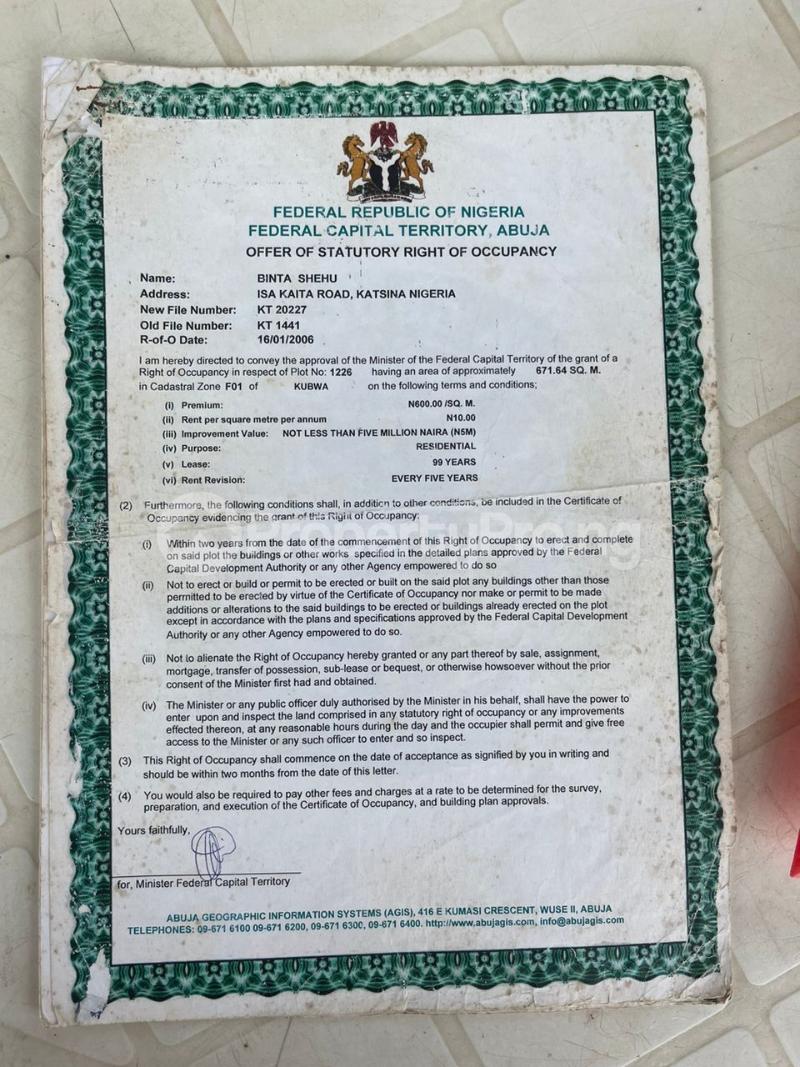 FEDERAL REPUBLIC OF NIGERIA
FEDERAL CAPITAL TERRITORY, ABUJA
OFFER OF STATUTORY RIGHT OF OCCUPANCY
Name: BINTA SHEHU
Address: ISA KAITA ROAD, KATSINA NIGERIA
New File Number: KT 20227
Old File Number: KT 1441
R-of-O Date: 16/01/2006
I am hereby directed to convey the approval of the Minister of the Federal Capital Territory of the grant of a
Right of Occupancy in respect of Plot No: 1226 having an area of approximately 671.64 SQ. M.
in Cadastral Zone F01 of KUBWA on the following terms and conditions;
(i) Premium: N600.00 /SQ. M.
(ii) Rent per square metre per annum N10.00
(iii) Improvement Value: NOT LESS THAN FIVE MILLION NAIRA (N5M)
(iv) Purpose: RESIDENTIAL
(v) Lease: 99 YEARS
(vi) Rent Revision: EVERY FIVE YEARS
(2) Furthermore, the following conditions shall, in addition to other conditions, be included in the Certificate of
Occupancy evidencing the grant of this Right of Occupancy:
(i) Within two years from the date of the commencement of this Right of Occupancy to erect and complete
on said plot the buildings or other works specified in the detailed plans approved by the Federal
Capital Development Authority or any other Agency empowered to do so
(ii) Not to erect or build or permit to be erected or built on the said plot any buildings other than those
permitted to be erected by virtue of the Certificate of Occupancy nor make or permit to be made
additions or alterations to the said buildings to be erected or buildings already erected on the plot
except in accordance with the plans and specifications approved by the Federal Capital Development
Authority or any other Agency empowered to do so.
(iii) Not to alienate the Right of Occupancy hereby granted or any part thereof by sale, assignment,
mortgage, transfer of possession, sub-lease or bequest, or otherwise howsoever without the prior
consent of the Minister first had and obtained.
(iv) The Minister or any public officer duly authorised by the Minister in his behalf, shall have the power to
enter upon and inspect the land comprised in any statutory right of occupancy or any improvements
effected thereon, at any reasonable hours during the day and the occupier shall permit and give free
access to the Minister or any such officer to enter and so inspect.
(3) This Right of Occupancy shall commence on the date of acceptance as signified by you in writing and
should be within two months from the date of this letter.
(4) You would also be required to pay other fees and charges at a rate to be determined for the survey,
preparation, and execution of the Certificate of Occupancy, and building plan approvals.
Yours faithfully,
for, Minister Federal Capital Territory
ABUJA GEOGRAPHIC INFORMATION SYSTEMS (AGIS), 416 E KUMASI CRESCENT, WUSE II, ABUJA
TELEPHONES: 09-671 6100 09-671 6200, 09-671 6300, 09-671 6400. http://www.abujagis.com, info@abujagis.com